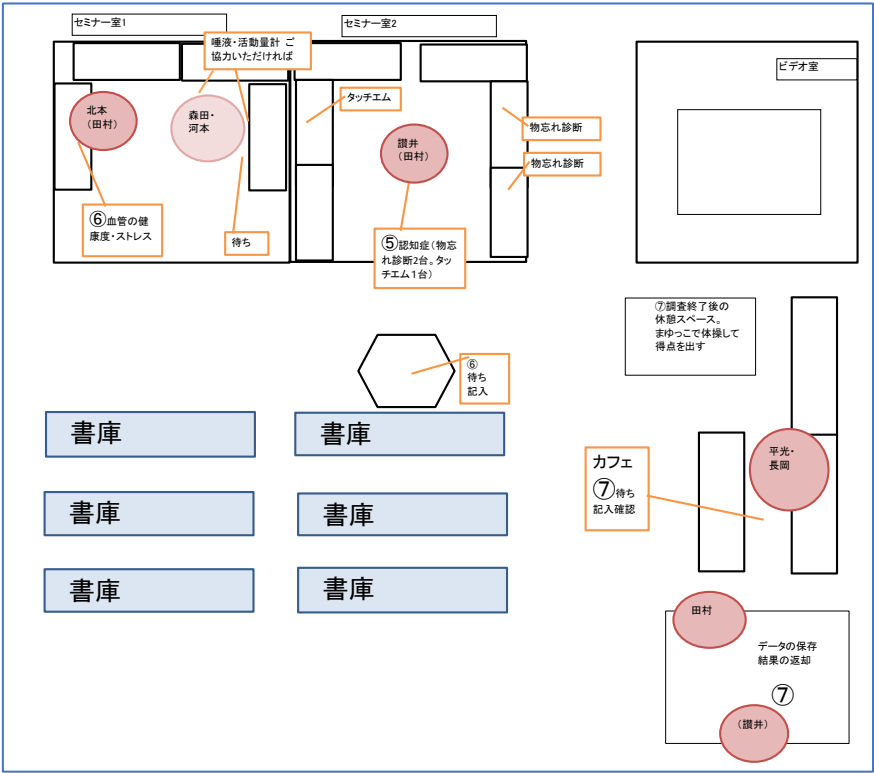 セミナー室1
セミナー室2
唾液・活動量計 ご
協力いただければ
ビデオ室
北本
（田村）
森田・
河本
タッチエム
讃井
（田村）
物忘れ診断
物忘れ診断
⑥血管の健
康度・ストレス
待ち
⑤認知症（物忘
れ診断2台。タッ
チエム１台）
⑦調査終了後の
休憩スペース。
まゆっこで体操して
得点を出す
⑥
待ち
記入
書庫
書庫
カフェ
⑦待ち
記入確認
平光・
長岡
書庫
書庫
書庫
書庫
田村
データの保存
結果の返却
⑦
（讃井）